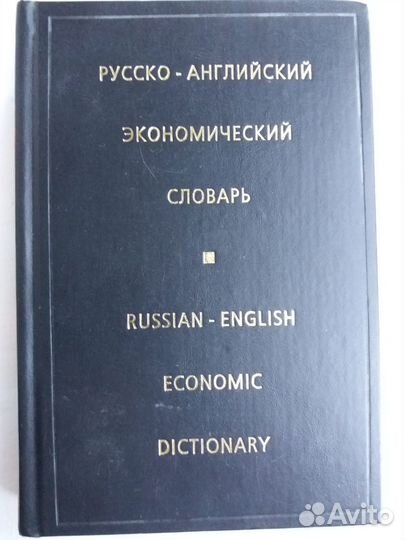 РУССКО - АНГЛИЙСКИЙ
ЭКОНОМИЧЕСКИЙ
СЛОВАРЬ
RUSSIAN - ENGLISH
ECONOMIC
DICTIONARY
Avito